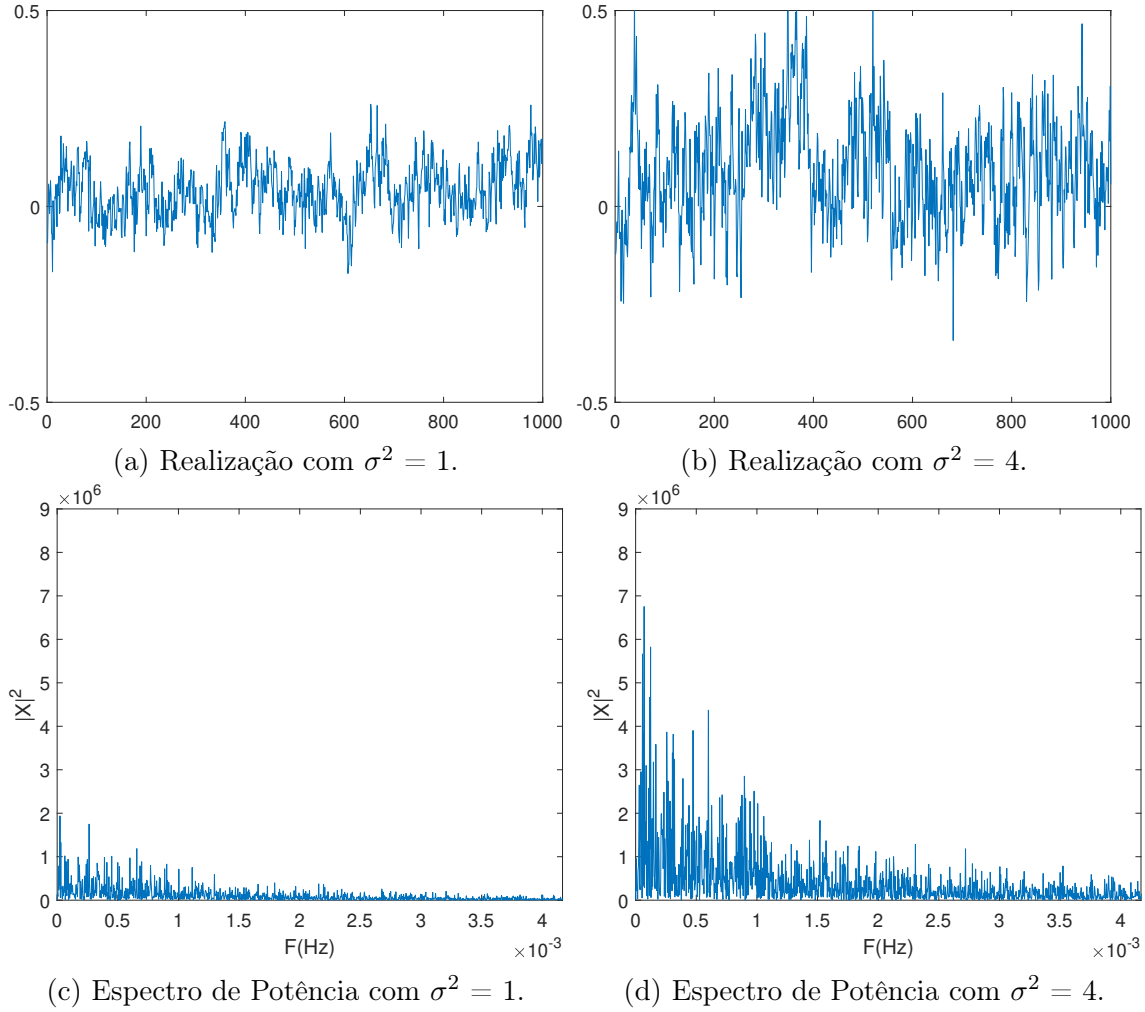 0.5
0
-0.5
0 200 400 600 800 1000
(a) Realização com σ² = 1.
0.5
0
-0.5
0 200 400 600 800 1000
(b) Realização com σ² = 4.
×10⁶
9
8
7
6
5
4
3
2
1
0
|X|²
0 0.5 1 1.5 2 2.5 3 3.5 4
F(Hz)
×10⁻³
(c) Espectro de Potência com σ² = 1.
×10⁶
9
8
7
6
5
4
3
2
1
0
|X|²
0 0.5 1 1.5 2 2.5 3 3.5 4
F(Hz)
×10⁻³
(d) Espectro de Potência com σ² = 4.